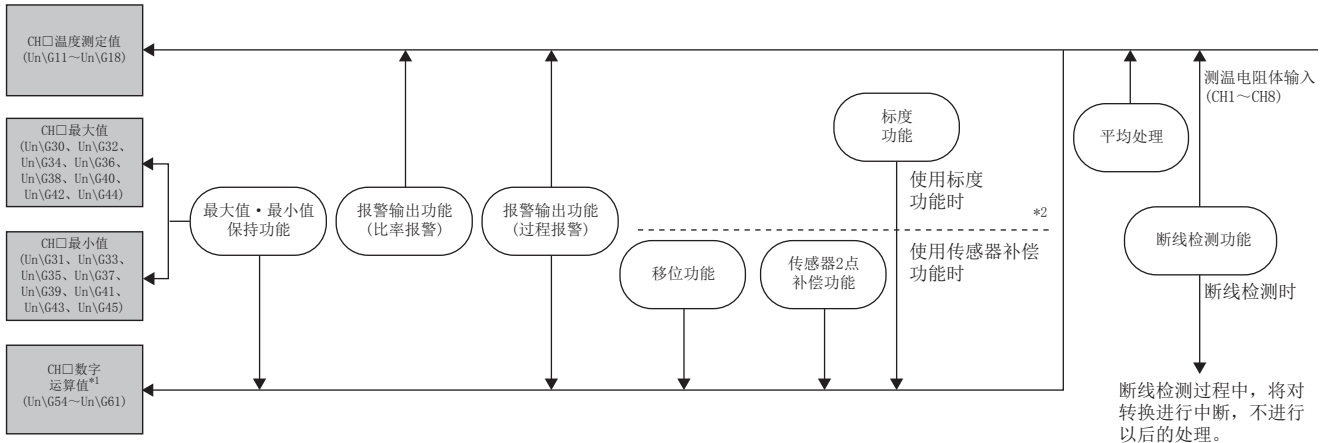 CH□温度测定值
(Un\G11～Un\G18)
CH□最大值
(Un\G30、Un\G32、
Un\G34、Un\G36、
Un\G38、Un\G40、
Un\G42、Un\G44)
CH□最小值
(Un\G31、Un\G33、
Un\G35、Un\G37、
Un\G39、Un\G41、
Un\G43、Un\G45)
CH□数字
运算值*1
(Un\G54～Un\G61)
最大值・最小值
保持功能
报警输出功能
(比率报警)
报警输出功能
(过程报警)
移位功能
传感器2点
补偿功能
标度
功能
使用标度
功能时
*2
使用传感器补偿
功能时
平均处理
测温电阻体输入
(CH1～CH8)
断线检测功能
断线检测时
断线检测过程中，将对
转换进行中断，不进行
以后的处理。